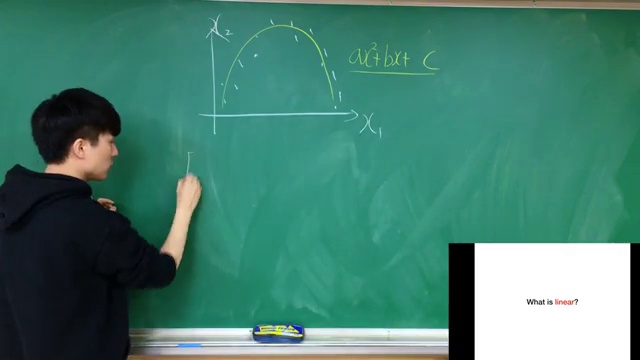 x₂
ax²+bx+ c
x₁
What is linear?